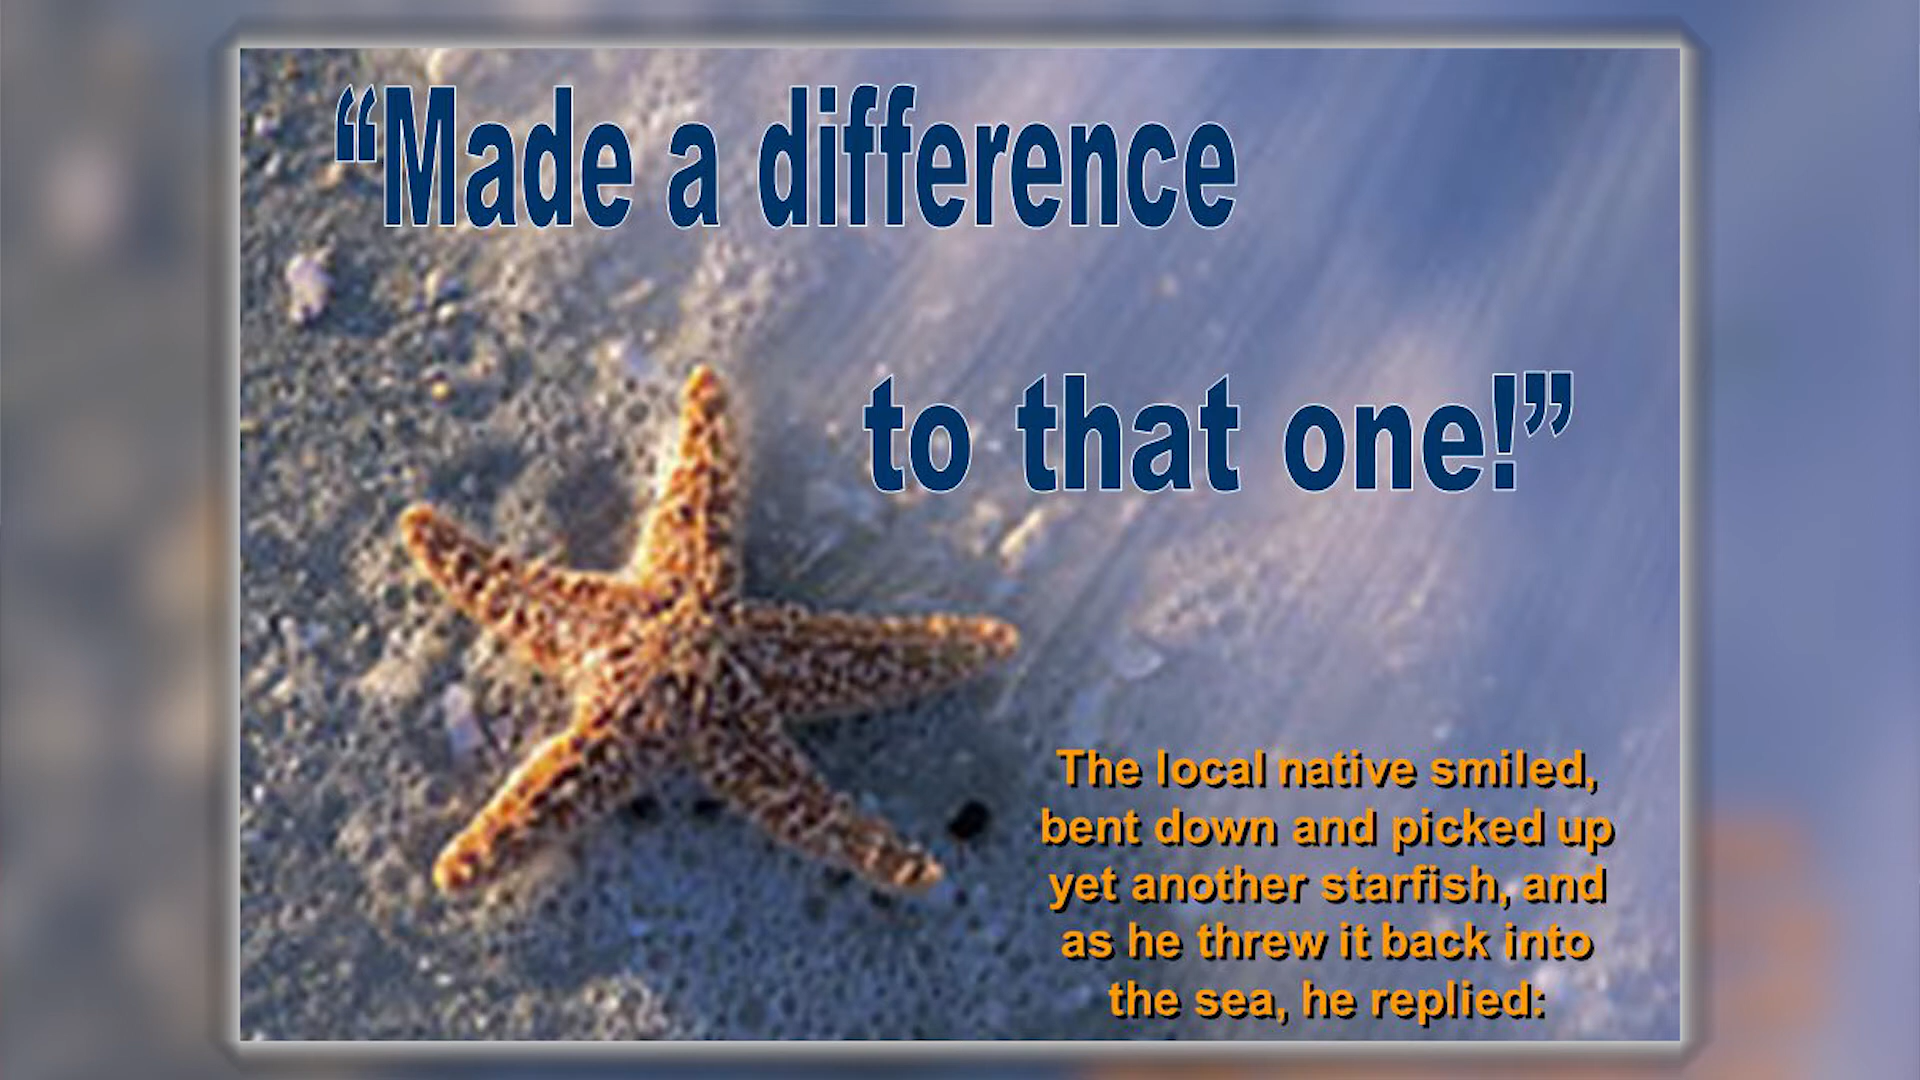 “Made a difference
to that one!”
The local native smiled,
bent down and picked up
yet another starfish, and
as he threw it back into
the sea, he replied: